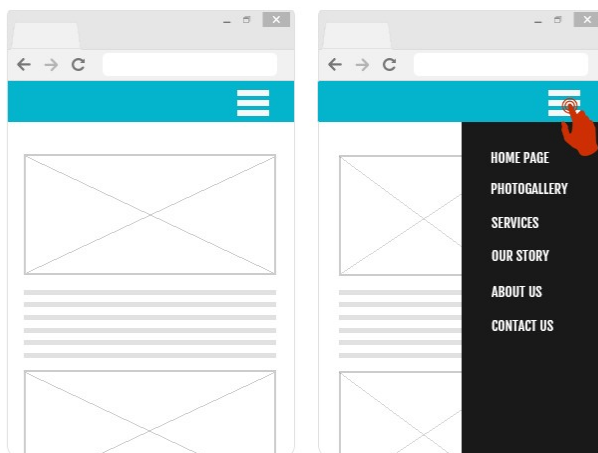 HOME PAGE
PHOTOGALLERY
SERVICES
OUR STORY
ABOUT US
CONTACT US